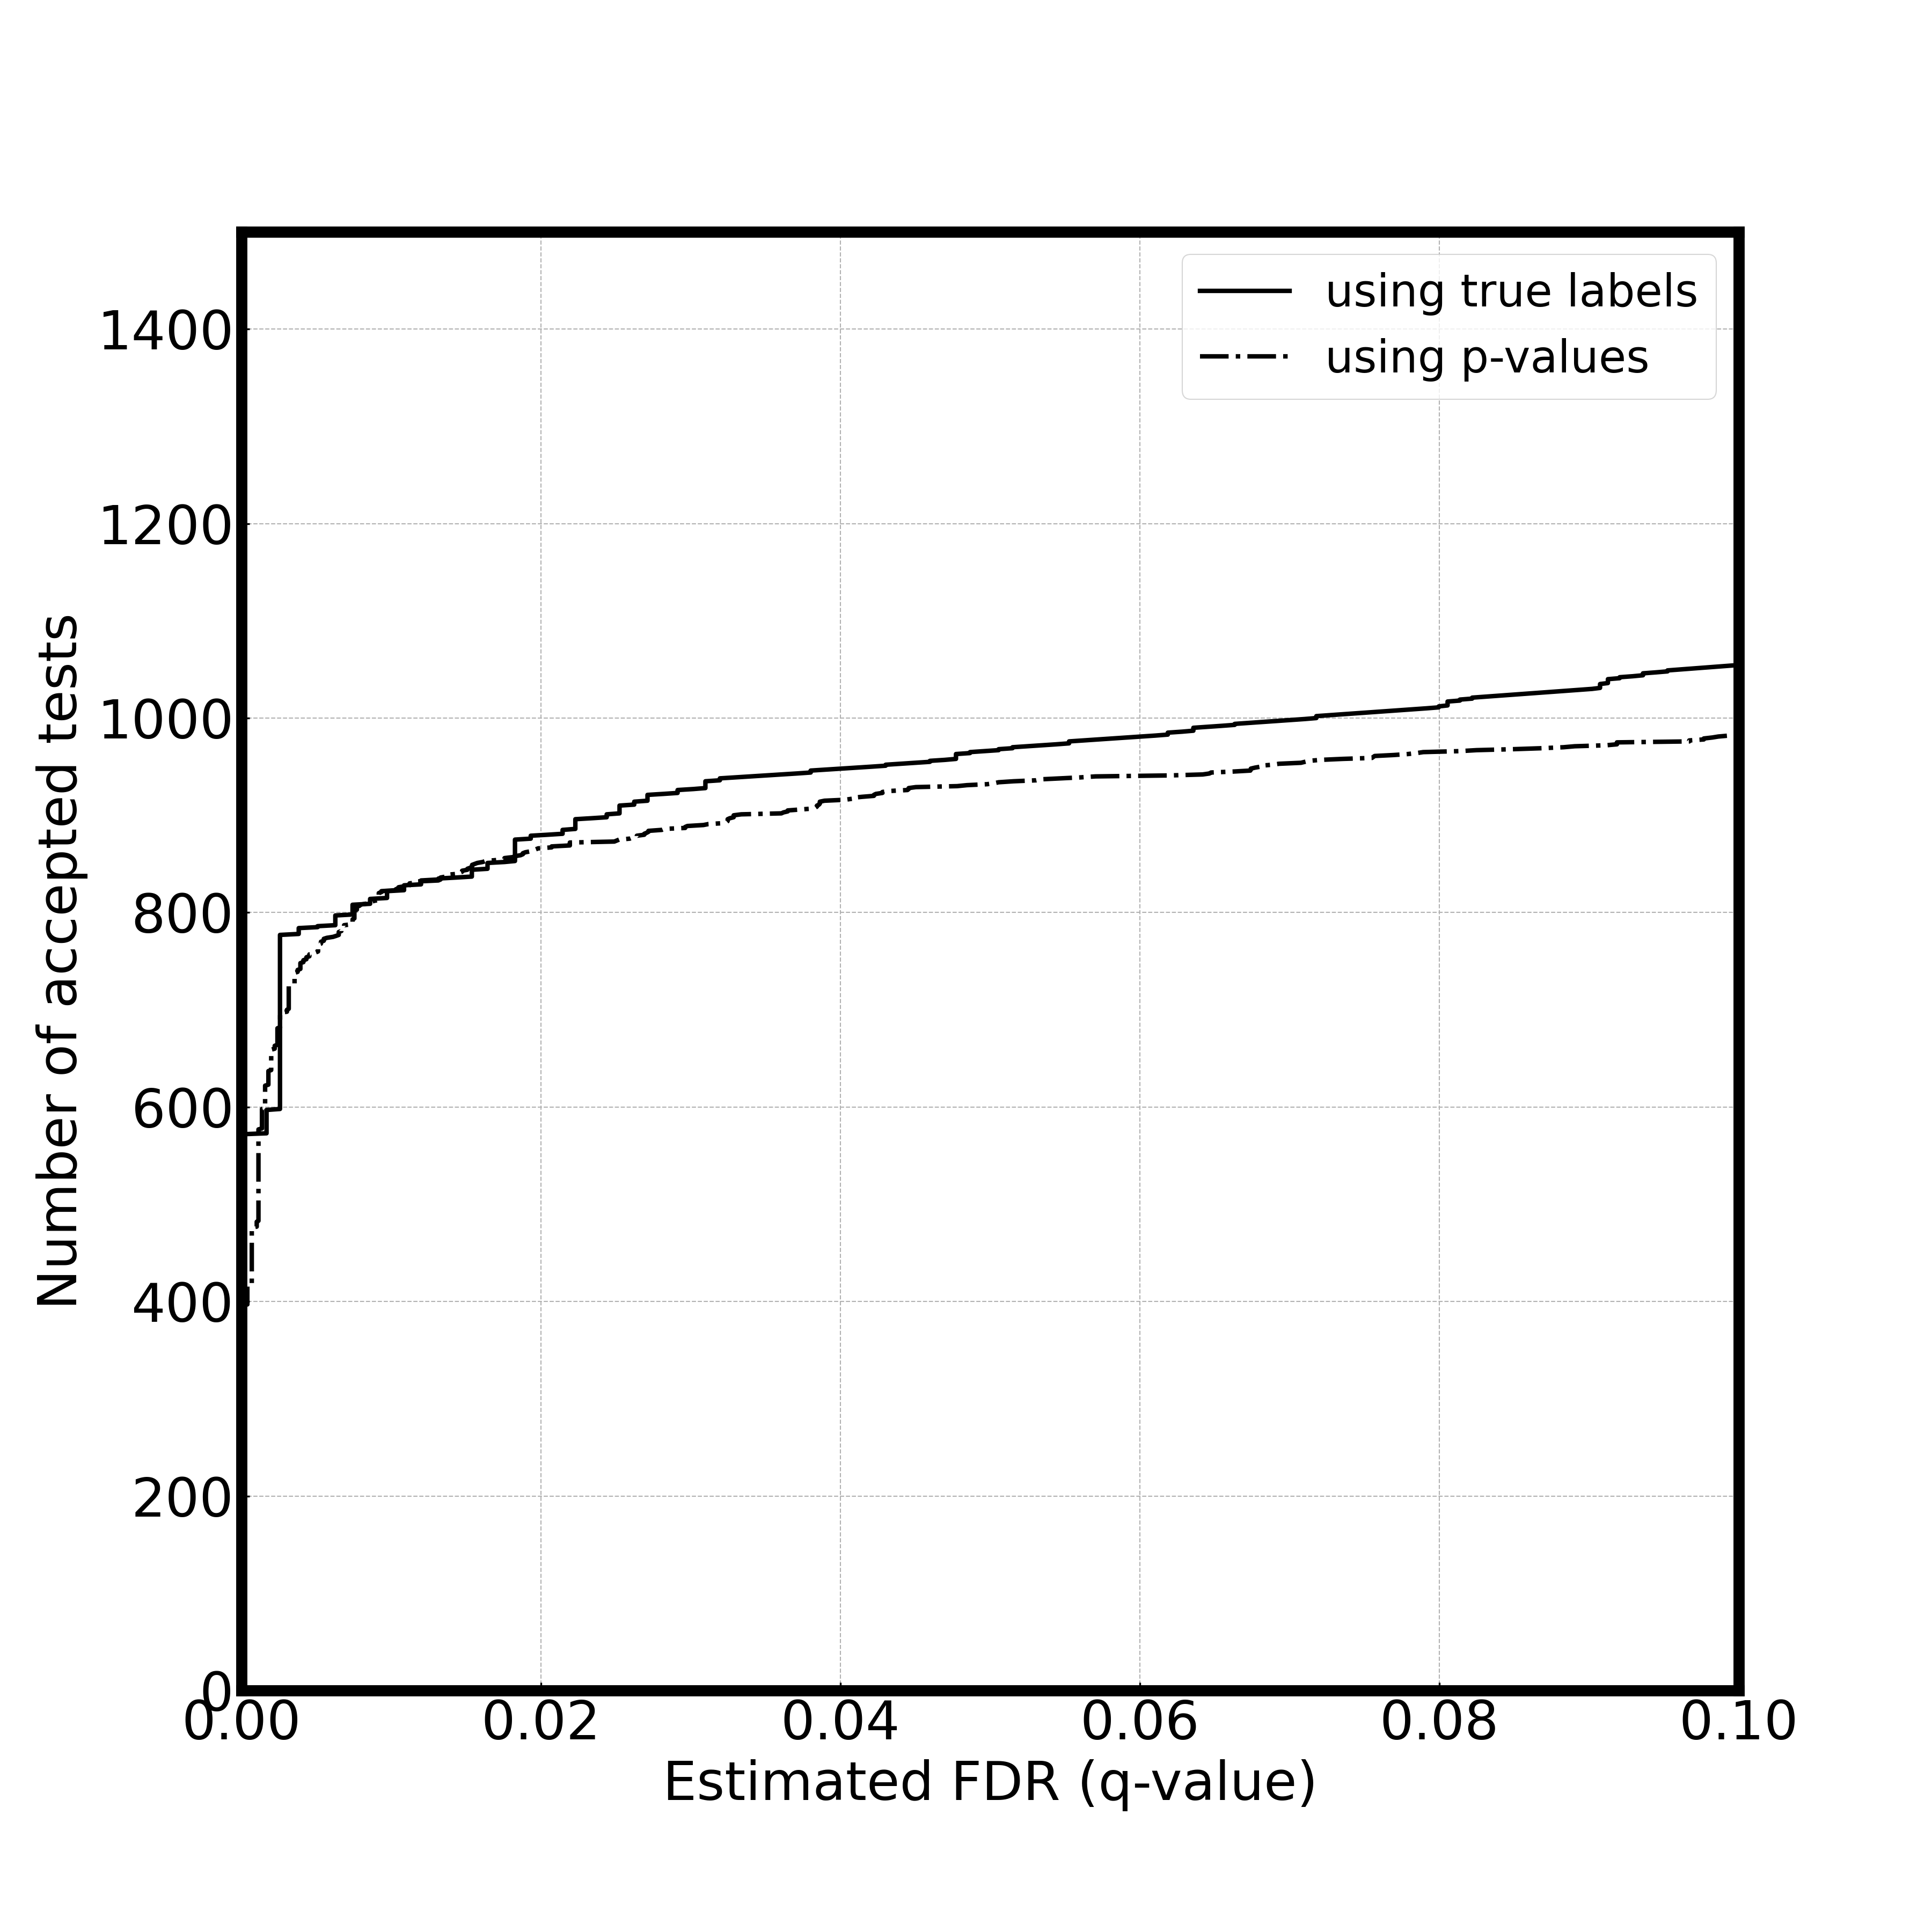 using true labels
using p-values
1400
1200
1000
800
600
400
200
0
Number of accepted tests
0.00 0.02 0.04 0.06 0.08 0.10
Estimated FDR (q-value)